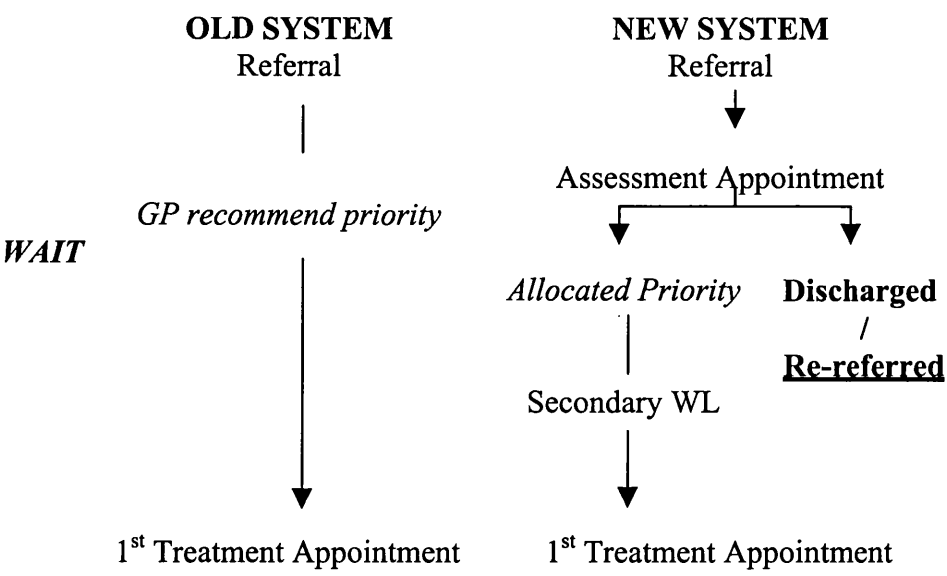 OLD SYSTEM
Referral
GP recommend priority
WAIT
1st Treatment Appointment
NEW SYSTEM
Referral
Assessment Appointment
Allocated Priority
Discharged
/
Re-referred
Secondary WL
1st Treatment Appointment